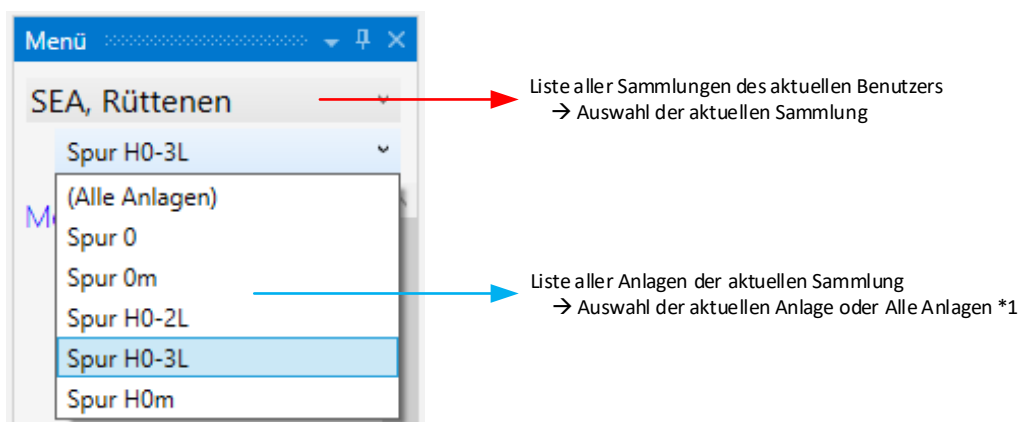 Menü
SEA, Rüttenen
Spur H0-3L
(Alle Anlagen)
Spur 0
Spur 0m
Spur H0-2L
Spur H0-3L
Spur H0m
Liste aller Sammlungen des aktuellen Benutzers
→ Auswahl der aktuellen Sammlung
Liste aller Anlagen der aktuellen Sammlung
→ Auswahl der aktuellen Anlage oder Alle Anlagen *1